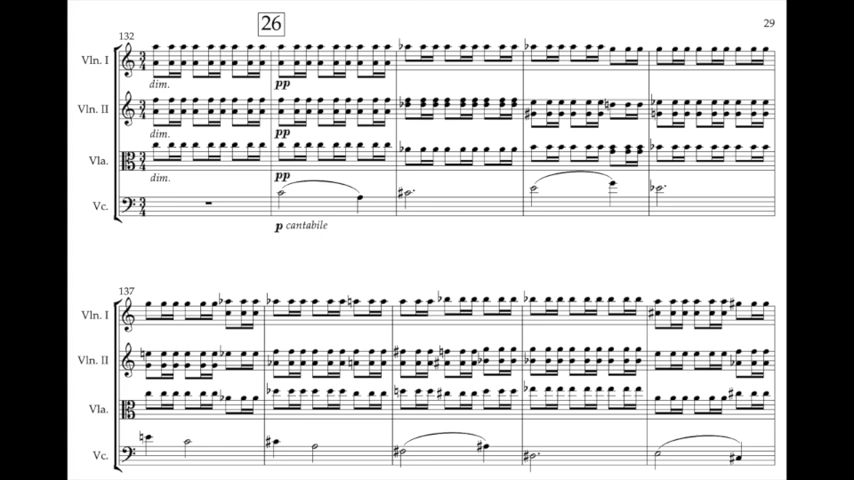 26
29
132
Vln. I
dim.
pp
Vln. II
dim.
pp
Vla.
dim.
pp
Vc.
p cantabile
137
Vln. I
Vln. II
Vla.
Vc.